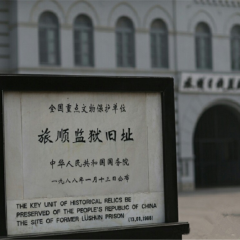 全国重点文物保护单位
旅顺监狱旧址
中华人民共和国国务院
一九八八年一月十三日公布
THE KEY UNIT OF HISTORICAL RELICS BE
PRESERVED OF THE PEOPLE'S REPUBLIC OF CHINA
THE SITE OF FORMER LUSHUN PRISON
(13,01,1988)